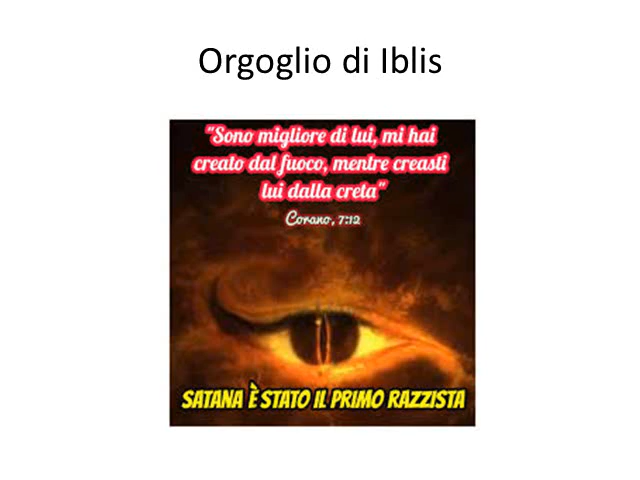 Orgoglio di Iblis
"Sono migliore di lui, mi hai
creato dal fuoco, mentre creasti
lui dalla creta"
Corano, 7:12
SATANA È STATO IL PRIMO RAZZISTA